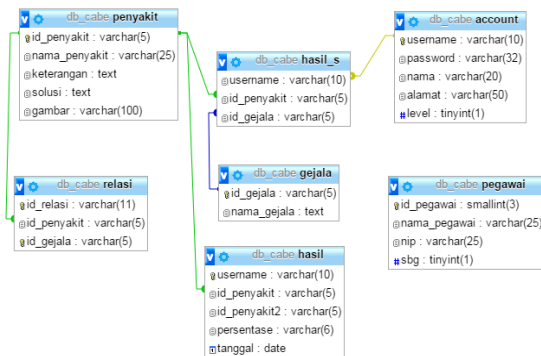 db_cabe penyakit
id_penyakit : varchar(5)
nama_penyakit : varchar(25)
keterangan : text
solusi : text
gambar : varchar(100)
db_cabe hasil_s
username : varchar(10)
id_penyakit : varchar(5)
id_gejala : varchar(5)
db_cabe account
username : varchar(10)
password : varchar(32)
nama : varchar(20)
alamat : varchar(50)
level : tinyint(1)
db_cabe relasi
id_relasi : varchar(11)
id_penyakit : varchar(5)
id_gejala : varchar(5)
db_cabe gejala
id_gejala : varchar(5)
nama_gejala : text
db_cabe pegawai
id_pegawai : smallint(3)
nama_pegawai : varchar(25)
nip : varchar(25)
sbg : tinyint(1)
db_cabe hasil
username : varchar(10)
id_penyakit : varchar(5)
id_penyakit2 : varchar(5)
persentase : varchar(6)
tanggal : date